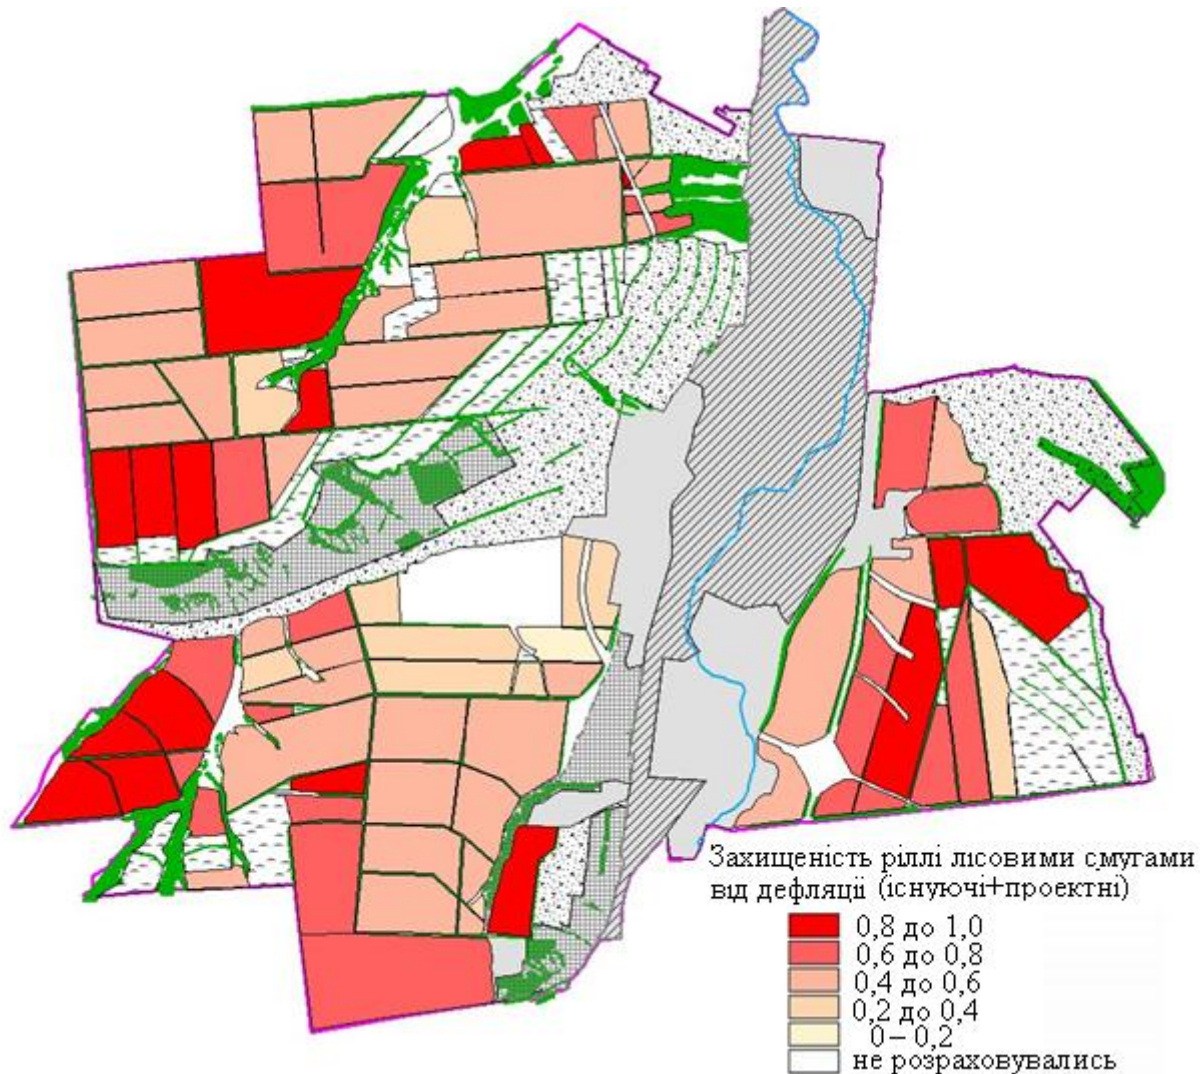 Захищеність ріллі лісовими смугами
від дефляції (існуючі+проектні)
0,8 до 1,0
0,6 до 0,8
0,4 до 0,6
0,2 до 0,4
0 – 0,2
не розраховувались